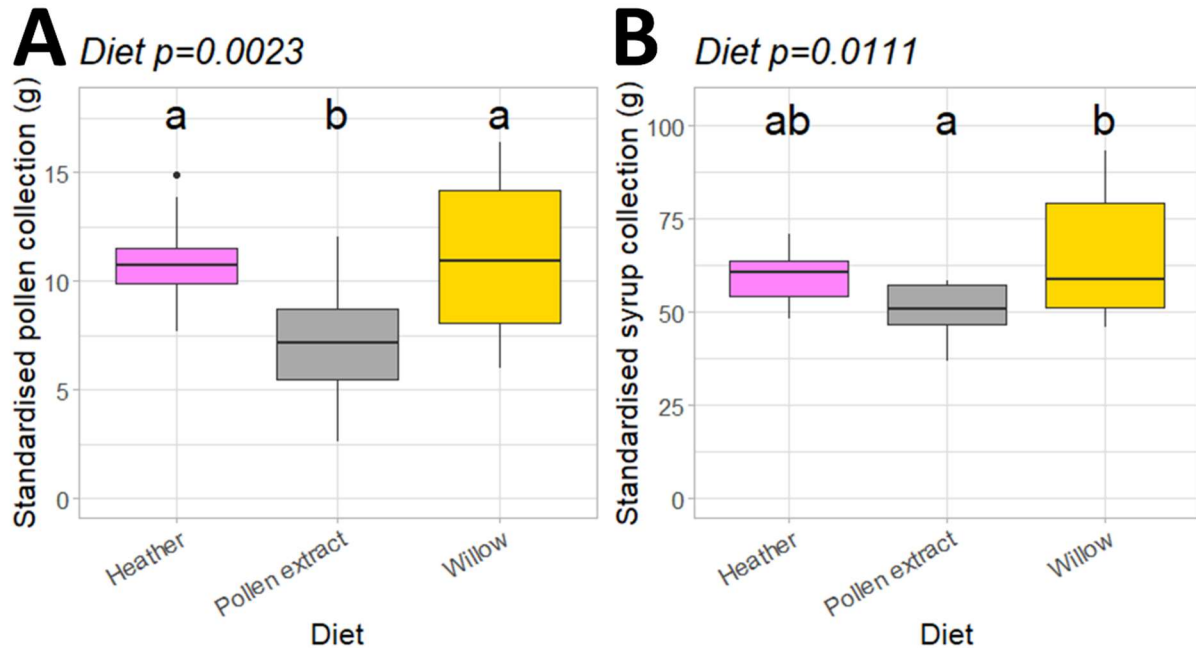 A Diet p=0.0023
Standardised pollen collection (g)
a b a
15
10
5
0
Heather
Pollen extract
Willow
Diet
B Diet p=0.0111
Standardised syrup collection (g)
ab a b
100
75
50
25
0
Heather
Pollen extract
Willow
Diet